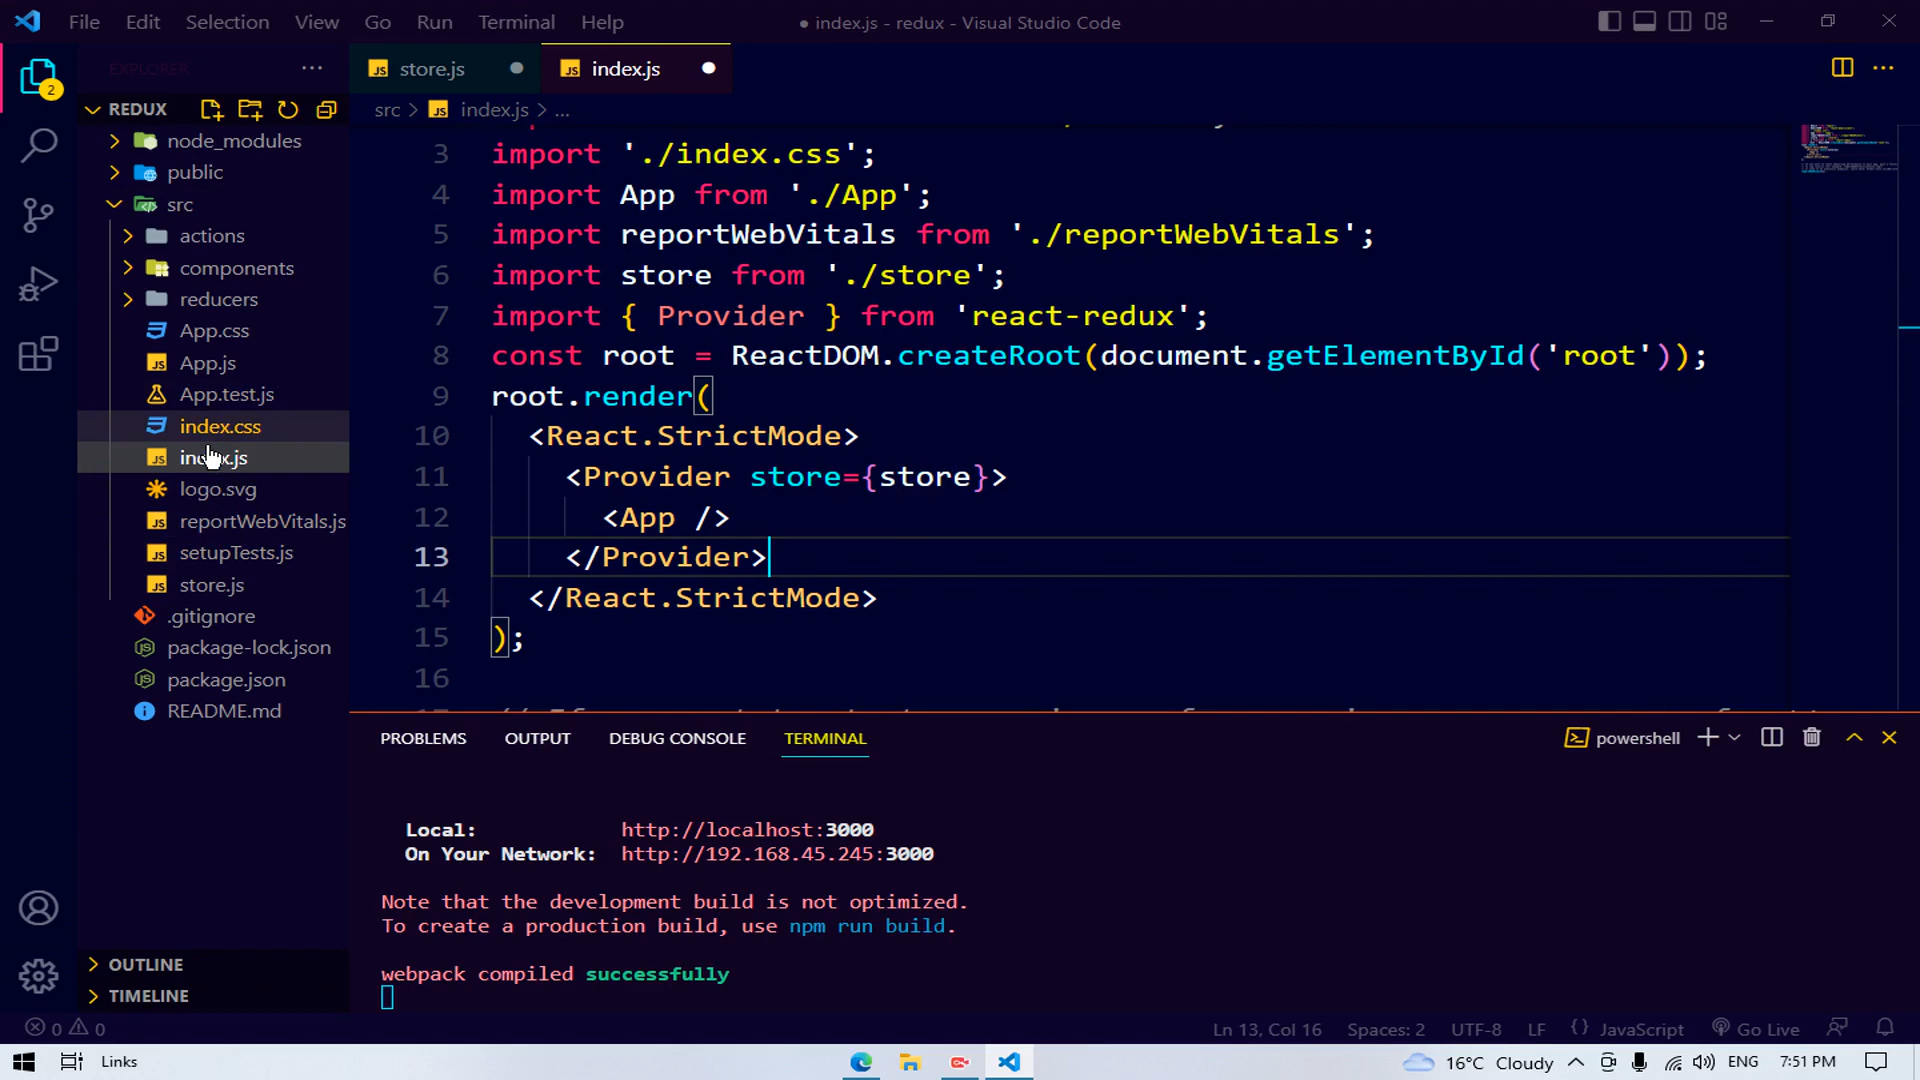 File Edit Selection View Go Run Terminal Help
● index.js - redux - Visual Studio Code
EXPLORER
2
REDUX
node_modules
public
src
actions
components
reducers
App.css
App.js
App.test.js
index.css
index.js
logo.svg
reportWebVitals.js
setupTests.js
store.js
.gitignore
package-lock.json
package.json
README.md
OUTLINE
TIMELINE
JS store.js
JS index.js
src > JS index.js > ...
3 import './index.css';
4 import App from './App';
5 import reportWebVitals from './reportWebVitals';
6 import store from './store';
7 import { Provider } from 'react-redux';
8 const root = ReactDOM.createRoot(document.getElementById('root'));
9 root.render(
10 <React.StrictMode>
11 <Provider store={store}>
12 <App />
13 </Provider>
14 </React.StrictMode>
15 );
16
PROBLEMS OUTPUT DEBUG CONSOLE TERMINAL
powershell
Local: http://localhost:3000
On Your Network: http://192.168.45.245:3000
Note that the development build is not optimized.
To create a production build, use npm run build.
webpack compiled successfully
0 0
Ln 13, Col 16 Spaces: 2 UTF-8 LF {} JavaScript Go Live
Links
16°C Cloudy ENG 7:51 PM